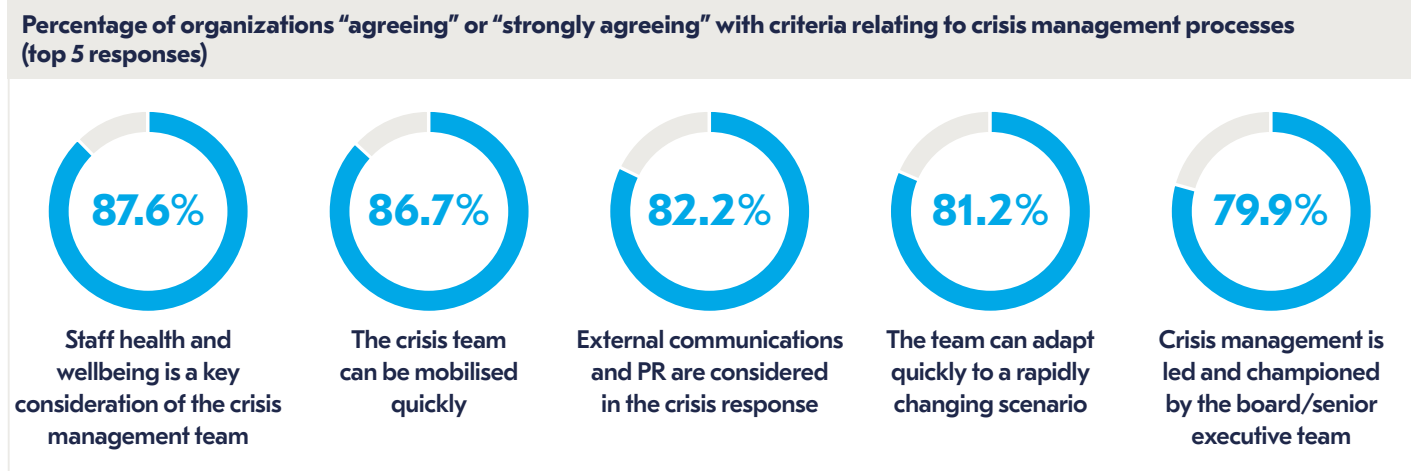 Percentage of organizations “agreeing” or “strongly agreeing” with criteria relating to crisis management processes
(top 5 responses)
87.6%
Staff health and
wellbeing is a key
consideration of the crisis
management team
86.7%
The crisis team
can be mobilised
quickly
82.2%
External communications
and PR are considered
in the crisis response
81.2%
The team can adapt
quickly to a rapidly
changing scenario
79.9%
Crisis management is
led and championed
by the board/senior
executive team